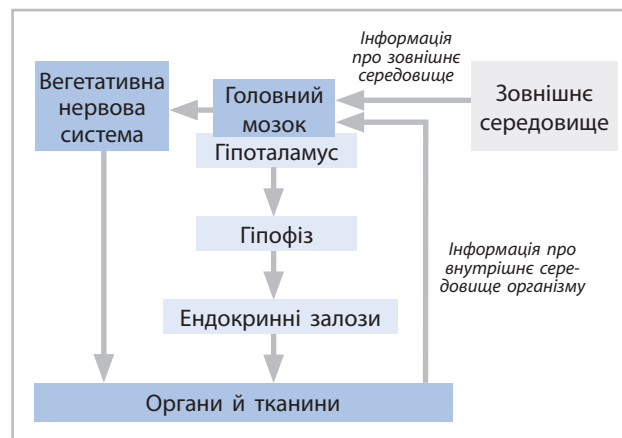 Інформація
про зовнішнє
середовище
Вегетативна
нервова
система
Головний
мозок
Зовнішнє
середовище
Гіпоталамус
Гіпофіз
Інформація про
внутрішнє сере-
довище організму
Ендокринні залози
Органи й тканини